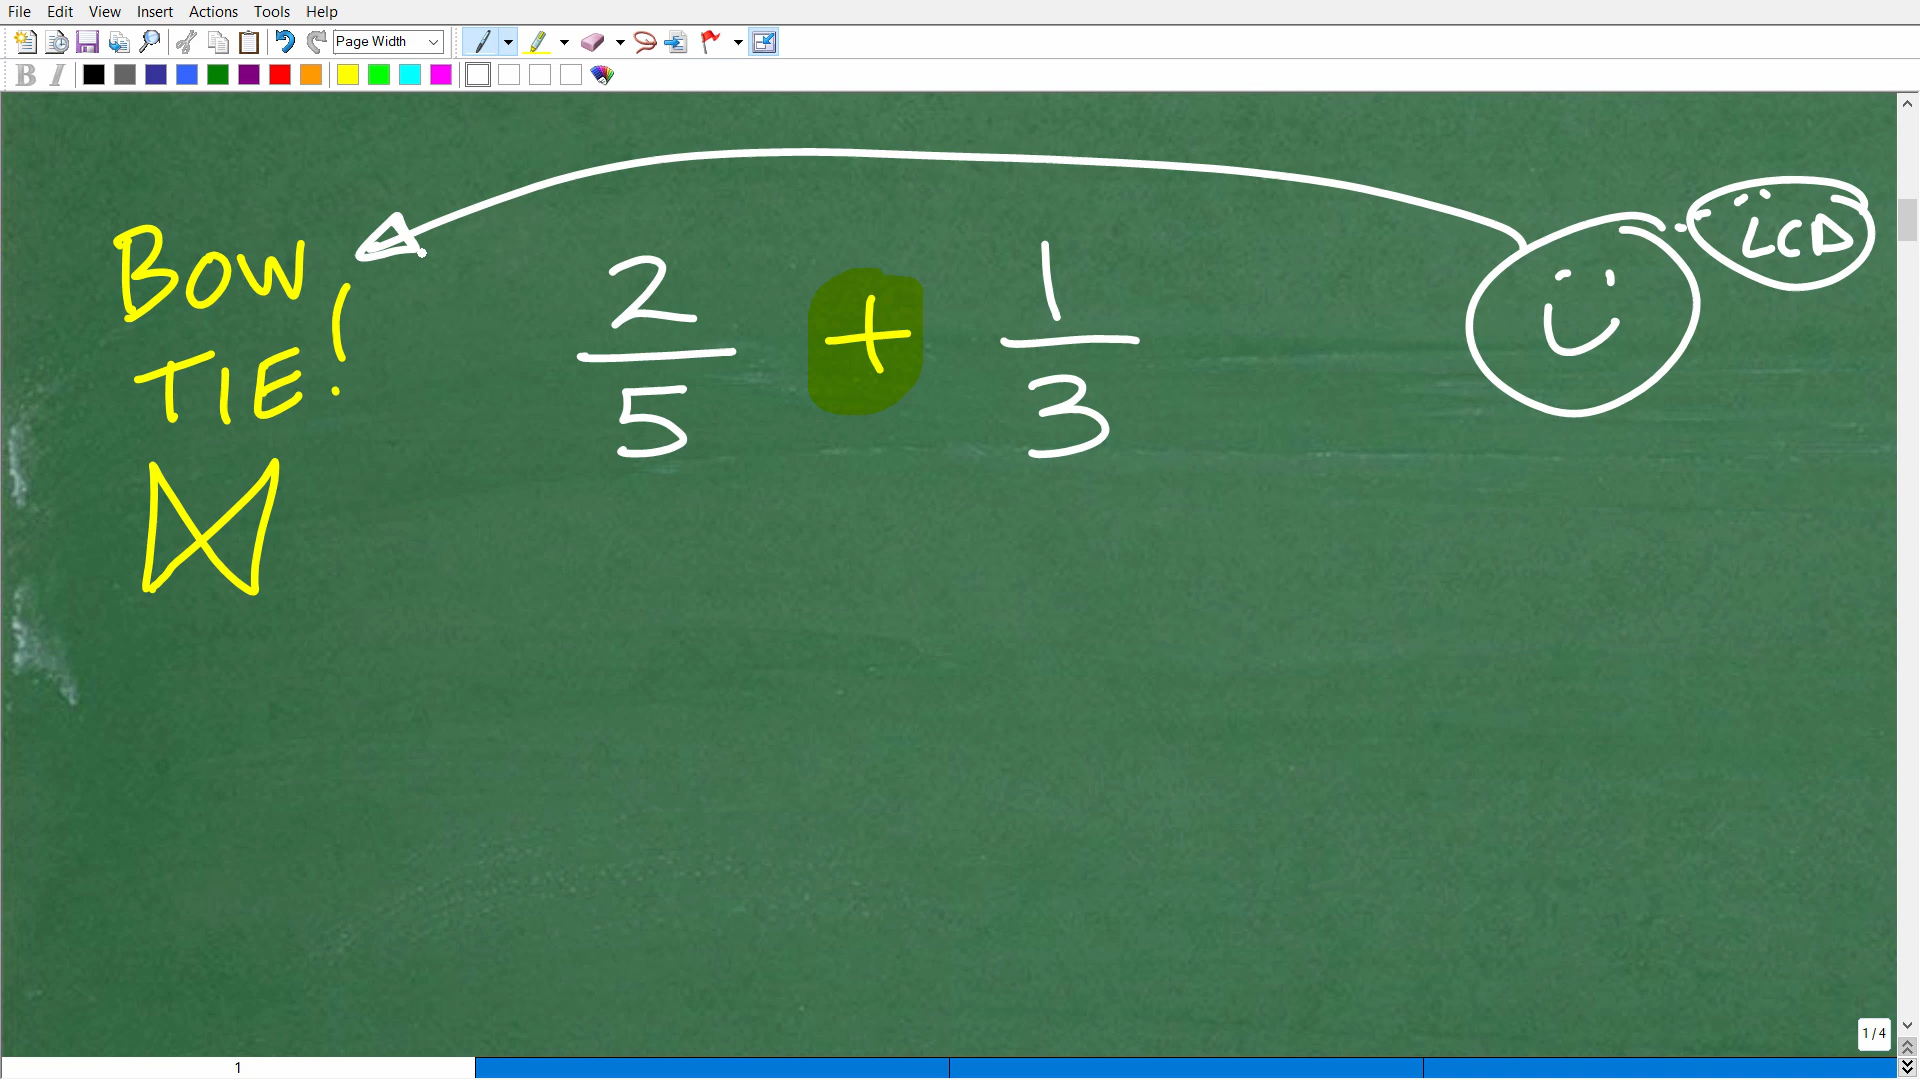 File Edit View Insert Actions Tools Help
Page Width
B I
BOW
TIE!
2/5 + 1/3
LCD
1 / 4
1